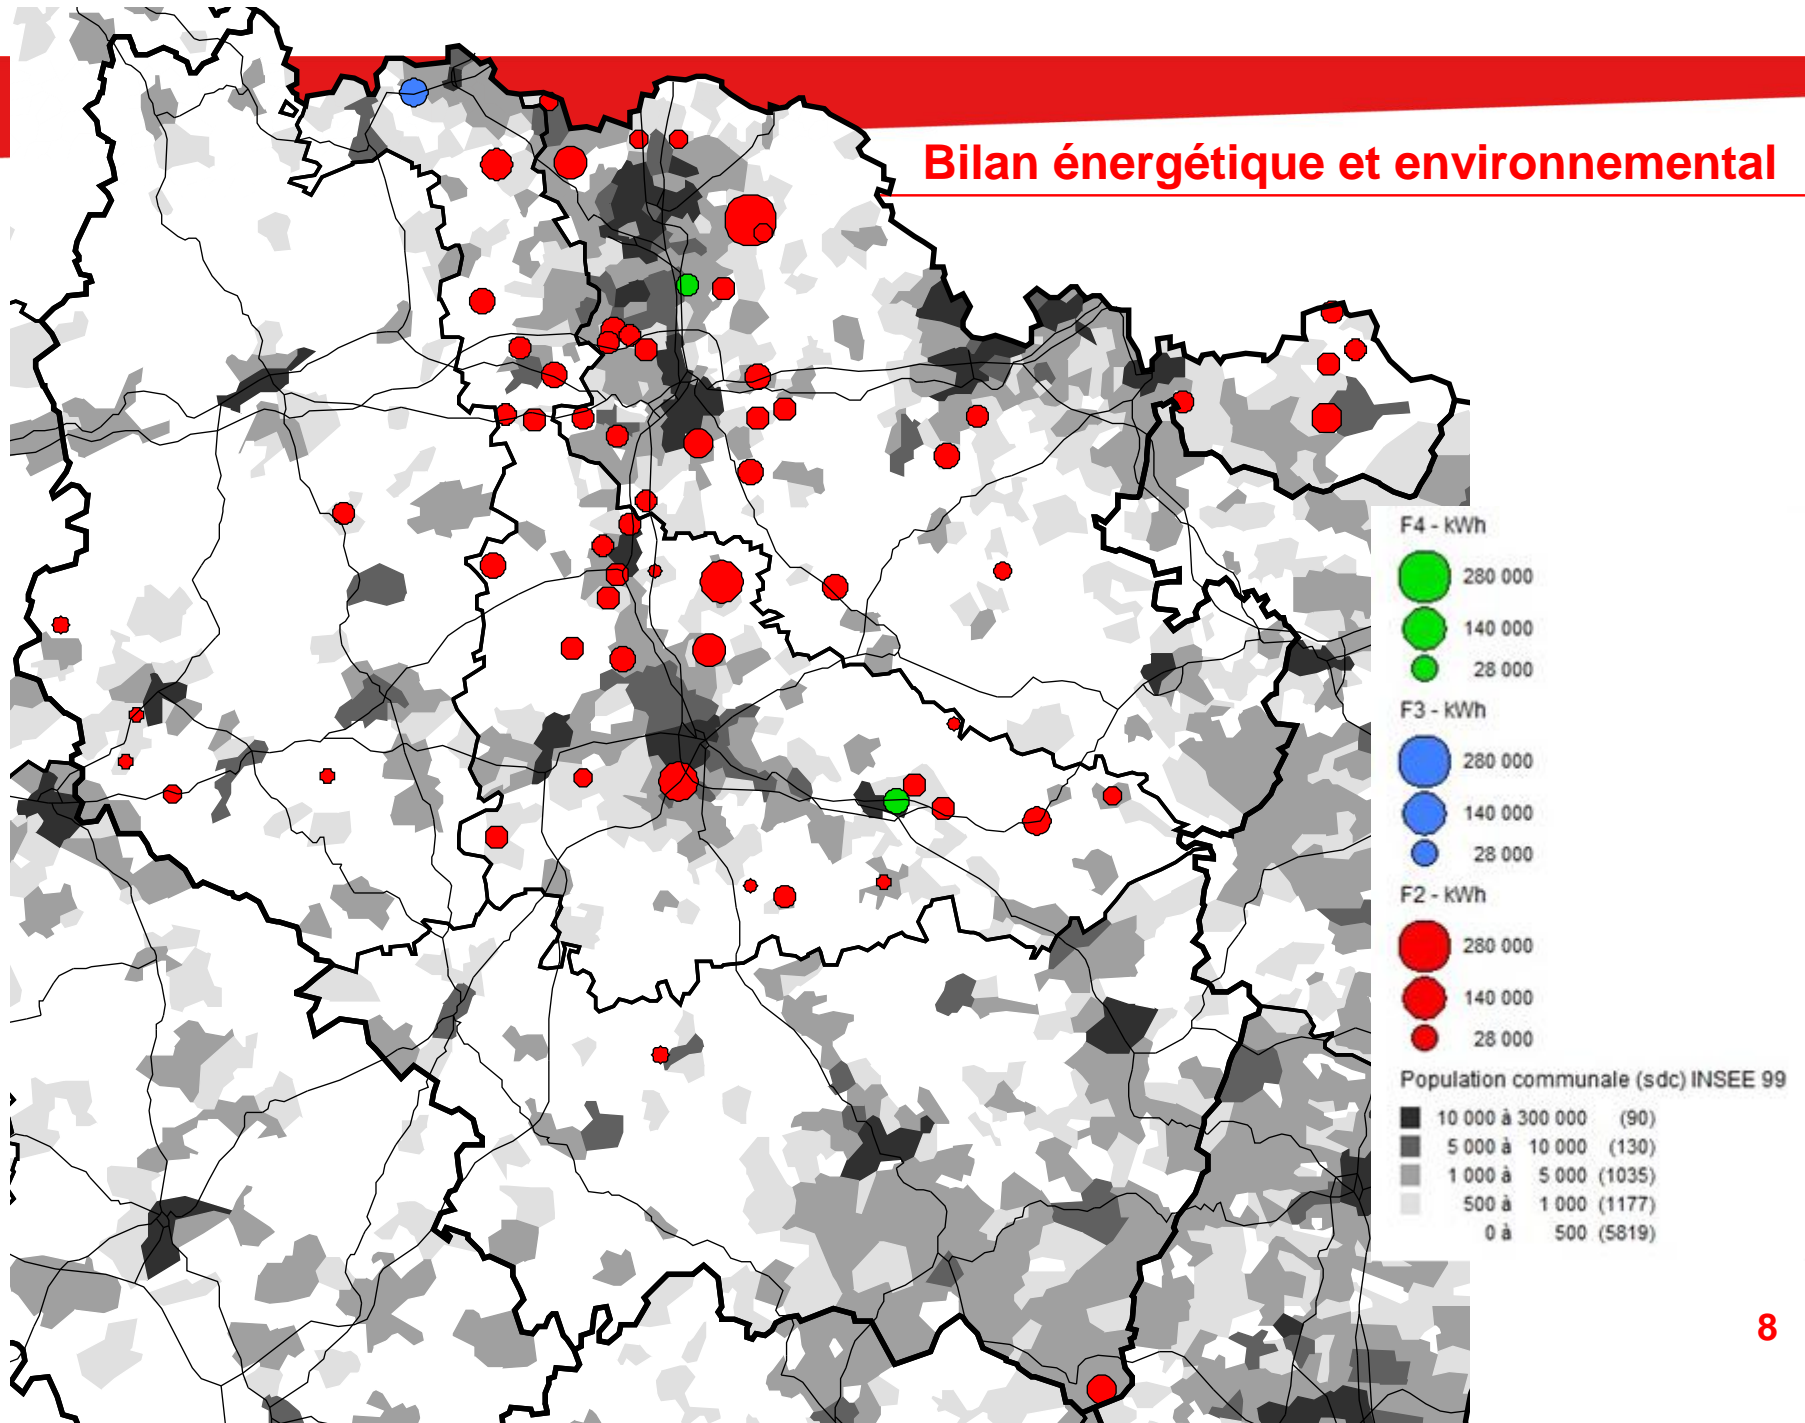 Bilan énergétique et environnemental
F4 - kWh
280 000
140 000
28 000
F3 - kWh
280 000
140 000
28 000
F2 - kWh
280 000
140 000
28 000
Population communale (sdc) INSEE 99
10 000 à 300 000 (90)
5 000 à 10 000 (130)
1 000 à 5 000 (1035)
500 à 1 000 (1177)
0 à 500 (5819)
8